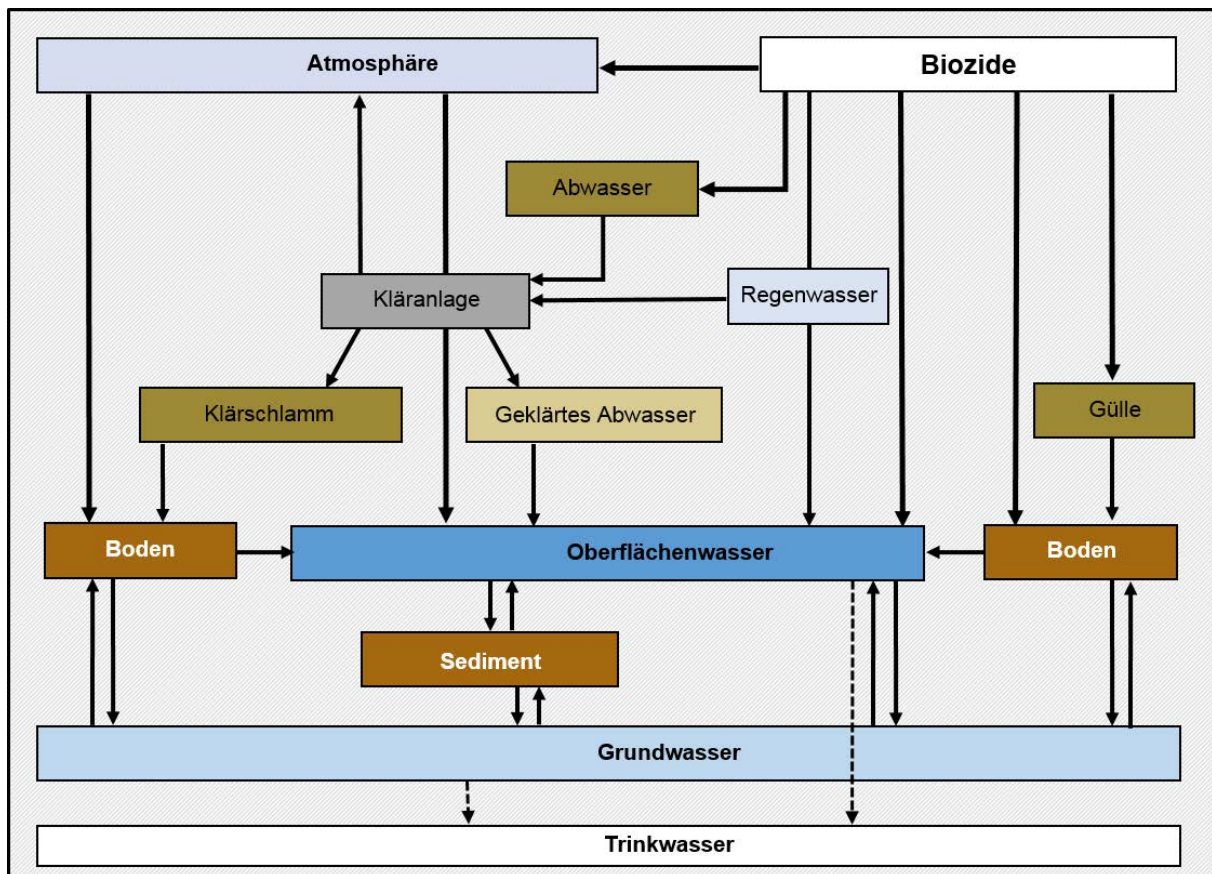 Atmosphäre
Biozide
Abwasser
Kläranlage
Regenwasser
Klärschlamm
Geklärtes Abwasser
Gülle
Boden
Oberflächenwasser
Boden
Sediment
Grundwasser
Trinkwasser